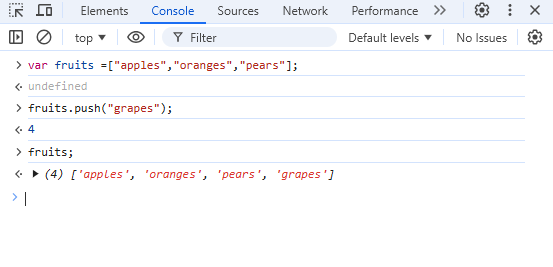 Elements Console Sources Network Performance
top Filter Default levels No Issues
var fruits =["apples","oranges","pears"];
undefined
fruits.push("grapes");
4
fruits;
(4) ['apples', 'oranges', 'pears', 'grapes']